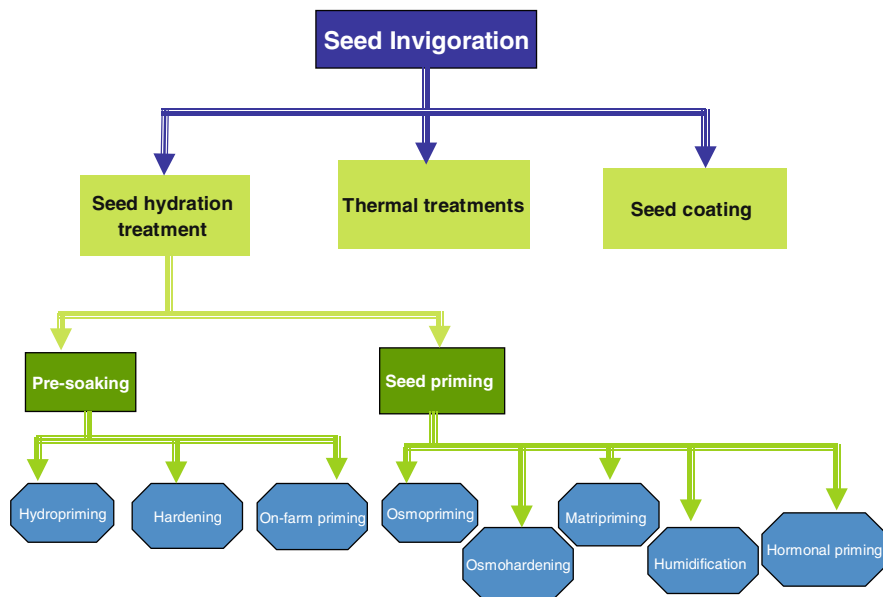 Seed Invigoration
Seed hydration
treatment
Thermal treatments
Seed coating
Pre-soaking
Seed priming
Hydropriming
Hardening
On-farm priming
Osmopriming
Osmohardening
Matripriming
Humidification
Hormonal priming